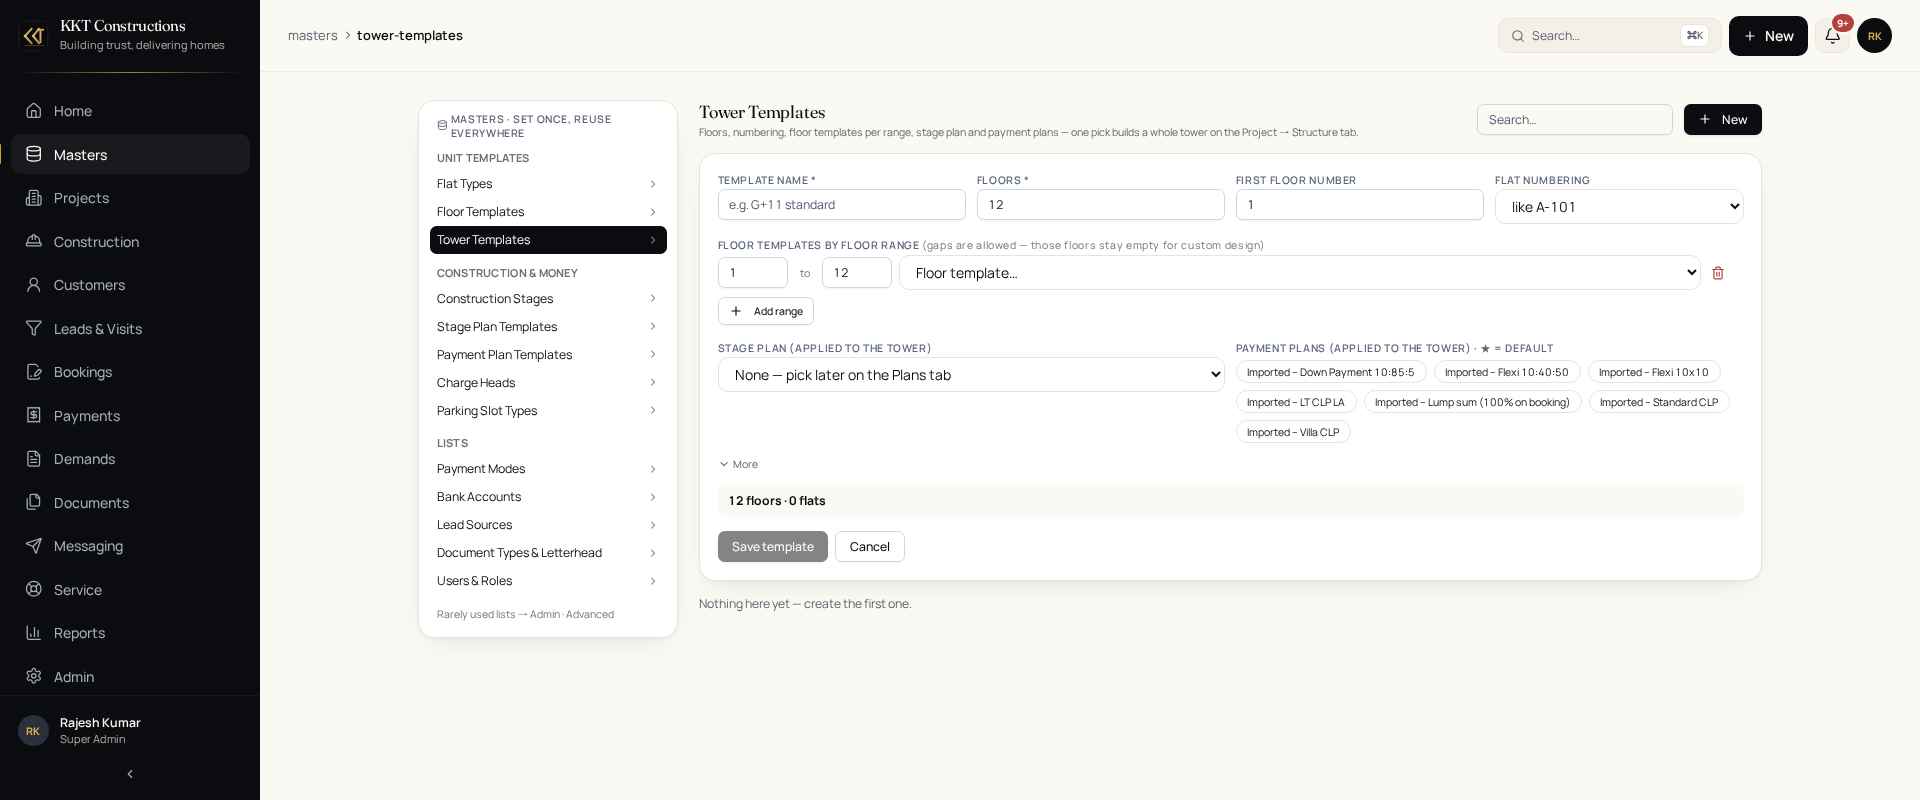 KKT Constructions
Building trust, delivering homes
Home
Masters
Projects
Construction
Customers
Leads & Visits
Bookings
Payments
Demands
Documents
Messaging
Service
Reports
Admin
RK
Rajesh Kumar
Super Admin
masters > tower-templates
Search...
⌘K
+ New
9+
RK
MASTERS · SET ONCE, REUSE
EVERYWHERE
UNIT TEMPLATES
Flat Types
Floor Templates
Tower Templates
CONSTRUCTION & MONEY
Construction Stages
Stage Plan Templates
Payment Plan Templates
Charge Heads
Parking Slot Types
LISTS
Payment Modes
Bank Accounts
Lead Sources
Document Types & Letterhead
Users & Roles
Rarely used lists → Admin · Advanced
Tower Templates
Floors, numbering, floor templates per range, stage plan and payment plans — one pick builds a whole tower on the Project → Structure tab.
Search...
+ New
TEMPLATE NAME * FLOORS * FIRST FLOOR NUMBER FLAT NUMBERING
e.g. G+11 standard 12 1 like A-101
FLOOR TEMPLATES BY FLOOR RANGE (gaps are allowed — those floors stay empty for custom design)
1 to 12 Floor template...
+ Add range
STAGE PLAN (APPLIED TO THE TOWER)
None — pick later on the Plans tab
PAYMENT PLANS (APPLIED TO THE TOWER) · ★ = DEFAULT
Imported – Down Payment 10:85:5 Imported – Flexi 10:40:50 Imported – Flexi 10x10
Imported – LT CLP LA Imported – Lump sum (100% on booking) Imported – Standard CLP
Imported – Villa CLP
More
12 floors · 0 flats
Save template Cancel
Nothing here yet — create the first one.